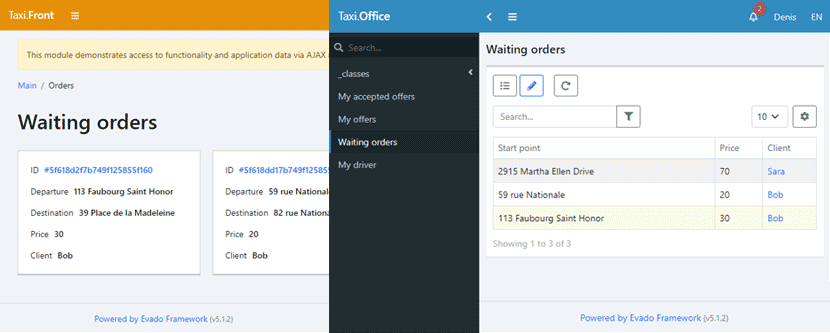 Taxi.Front
This module demonstrates access to functionality and application data via AJAX
Main / Orders
Waiting orders
ID #5f618d2f7b749f125855f160
Departure 113 Faubourg Saint Honor
Destination 39 Place de la Madeleine
Price 30
Client Bob
ID #5f618dd17b749f125855
Departure 59 rue Nationale
Destination 82 rue Nationa
Price 20
Client Bob
Powered by Evado Framework (v5.1.2)
Taxi.Office
2
Denis
EN
Search...
_classes
My accepted offers
My offers
Waiting orders
My driver
Waiting orders
Search...
10
Start point Price Client
2915 Martha Ellen Drive 70 Sara
59 rue Nationale 20 Bob
113 Faubourg Saint Honor 30 Bob
Showing 1 to 3 of 3
Powered by Evado Framework (v5.1.2)